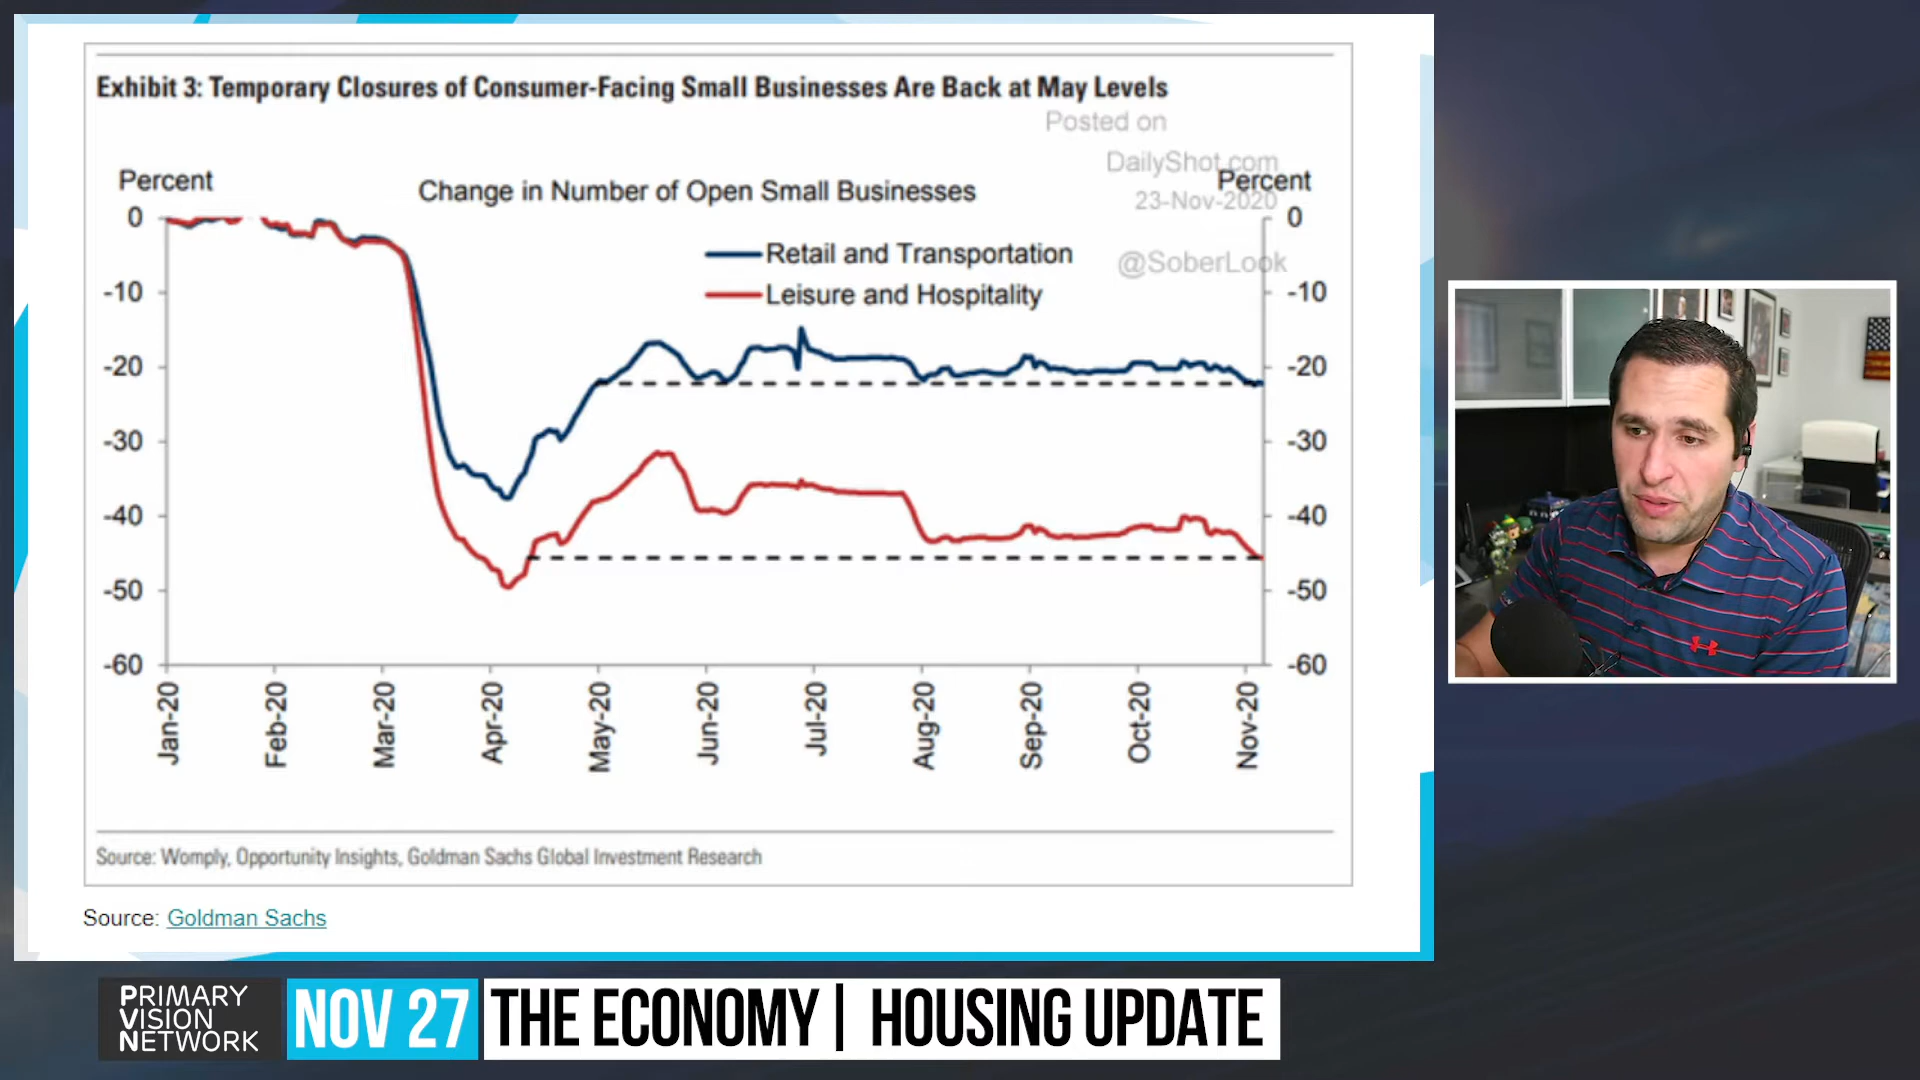 Exhibit 3: Temporary Closures of Consumer-Facing Small Businesses Are Back at May Levels
Posted on
DailyShot.com
23-Nov-2020
@SoberLook
Percent
Change in Number of Open Small Businesses
Percent
Retail and Transportation
Leisure and Hospitality
0
-10
-20
-30
-40
-50
-60
0
-10
-20
-30
-40
-50
-60
Jan-20
Feb-20
Mar-20
Apr-20
May-20
Jun-20
Jul-20
Aug-20
Sep-20
Oct-20
Nov-20
Source: Womply, Opportunity Insights, Goldman Sachs Global Investment Research
Source: Goldman Sachs
PRIMARY
VISION
NETWORK
NOV 27
THE ECONOMY | HOUSING UPDATE